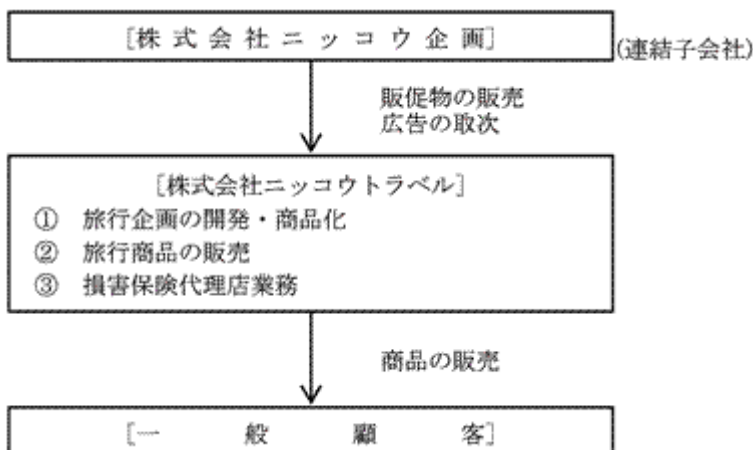 [株式会社ニッコウ企画]
(連結子会社)
販促物の販売
広告の取次
[株式会社ニッコウトラベル]
① 旅行企画の開発・商品化
② 旅行商品の販売
③ 損害保険代理店業務
商品の販売
[一般顧客]